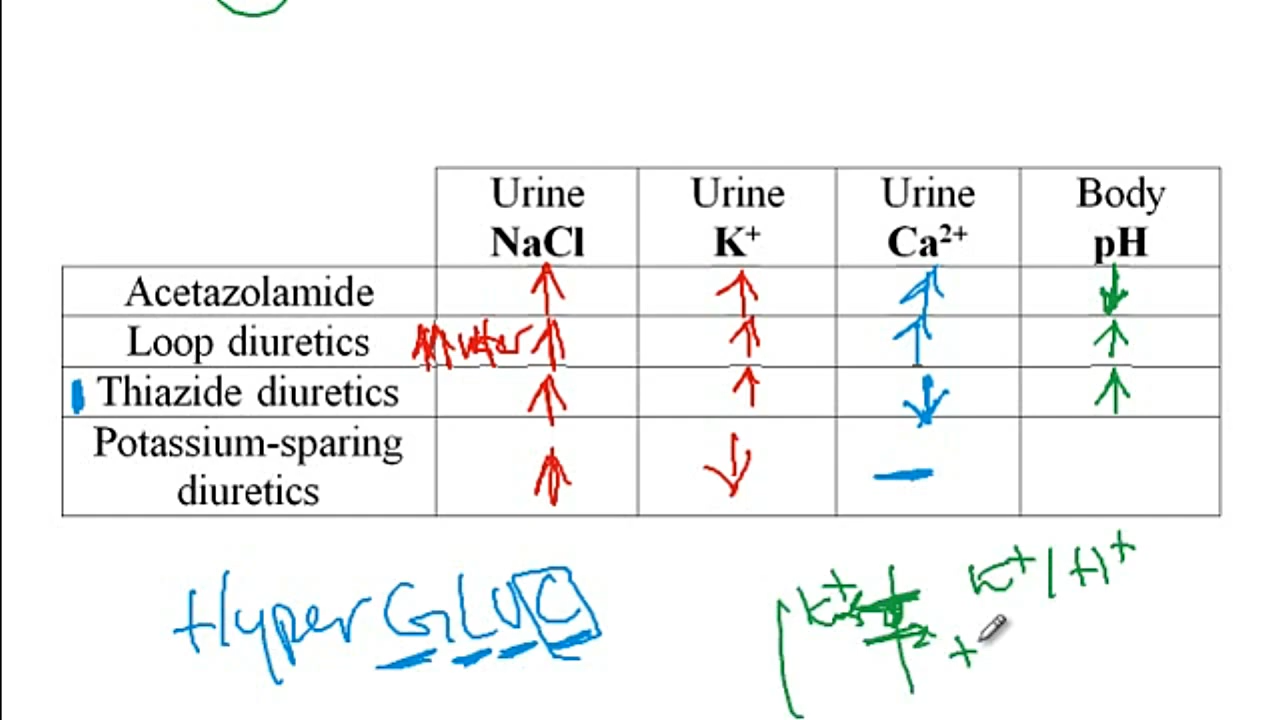 Urine NaCl Urine K⁺ Urine Ca²⁺ Body pH
Acetazolamide ↑ ↑ ↑ ↓
Loop diuretics ↑ ↑ ↑ ↑
Thiazide diuretics ↑ ↑ ↓ ↑
Potassium-sparing diuretics ↑ ↓ —
HyperGLUC
K⁺/H⁺
K⁺
+